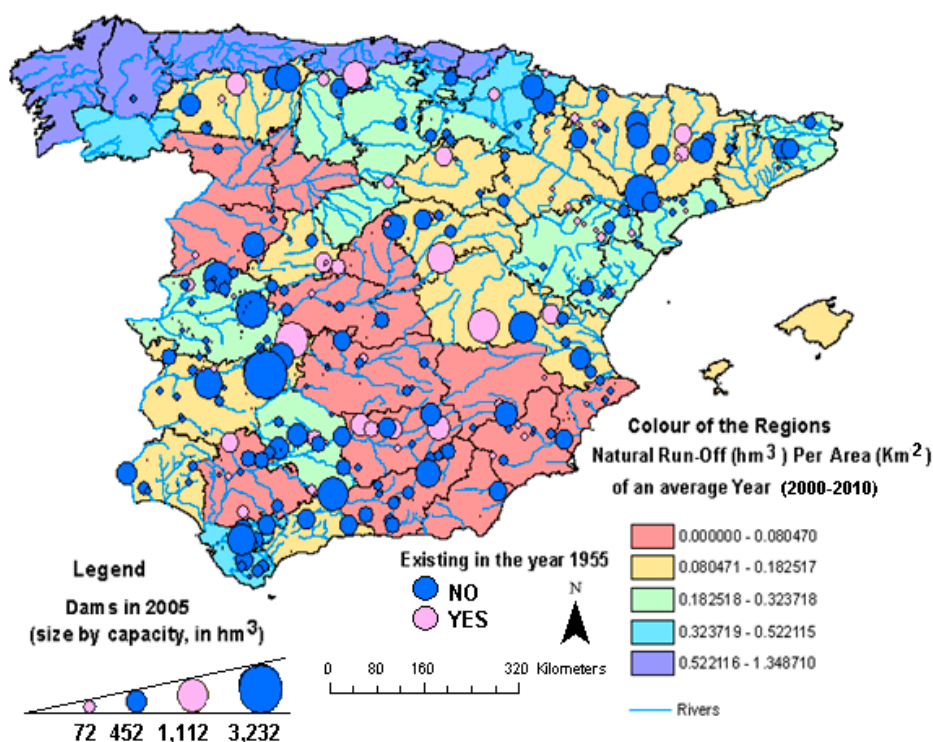 Colour of the Regions
Natural Run-Off (hm3) Per Area (Km2)
of an average Year (2000-2010)
0.000000 - 0.080470
0.080471 - 0.182517
0.182518 - 0.323718
0.323719 - 0.522115
0.522116 - 1.348710
Rivers
Existing in the year 1955
NO
YES
N
0 80 160 320 Kilometers
Legend
Dams in 2005
(size by capacity, in hm3)
72 452 1,112 3,232